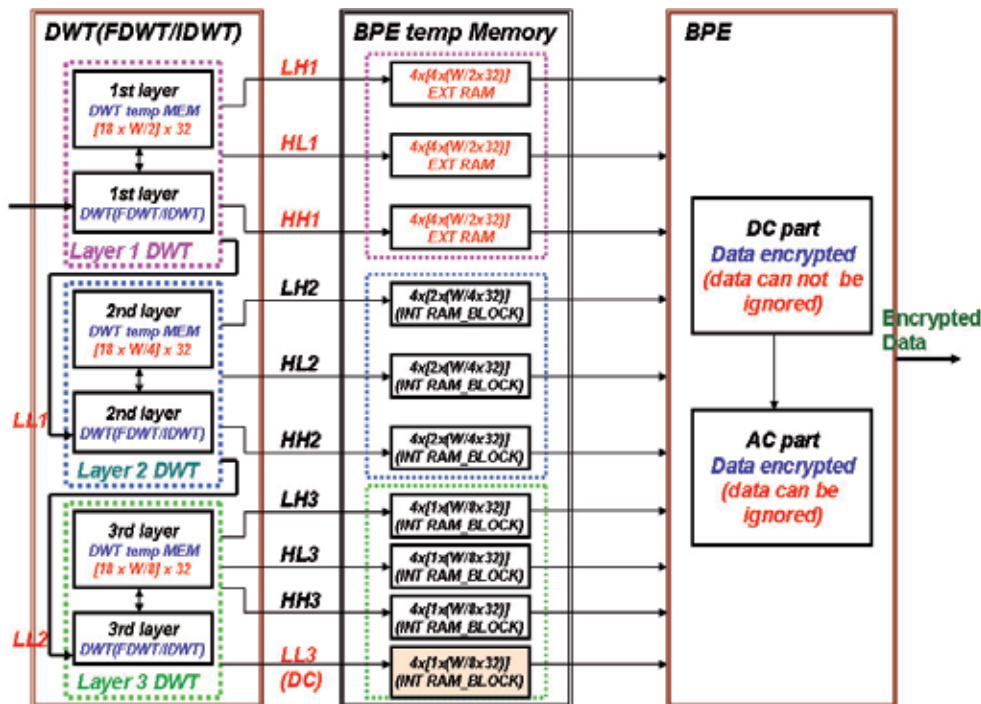 DWT(FDWT/IDWT)
1st layer
DWT temp MEM
[18 x W/2] x 32
1st layer
DWT(FDWT/IDWT)
Layer 1 DWT
2nd layer
DWT temp MEM
[18 x W/4] x 32
2nd layer
DWT(FDWT/IDWT)
LL1
Layer 2 DWT
3rd layer
DWT temp MEM
[18 x W/8] x 32
3rd layer
DWT(FDWT/IDWT)
LL2
Layer 3 DWT
LH1
HL1
HH1
LH2
HL2
HH2
LH3
HL3
HH3
LL3
(DC)
BPE temp Memory
4x[4x(W/2x32)]
EXT RAM
4x[4x(W/2x32)]
EXT RAM
4x[4x(W/2x32)]
EXT RAM
4x[2x(W/4x32)]
(INT RAM_BLOCK)
4x[2x(W/4x32)]
(INT RAM_BLOCK)
4x[2x(W/4x32)]
(INT RAM_BLOCK)
4x[1x(W/8x32)]
(INT RAM_BLOCK)
4x[1x(W/8x32)]
(INT RAM_BLOCK)
4x[1x(W/8x32)]
(INT RAM_BLOCK)
4x[1x(W/8x32)]
(INT RAM_BLOCK)
BPE
DC part
Data encrypted
(data can not be
ignored)
AC part
Data encrypted
(data can be
ignored)
Encrypted
Data